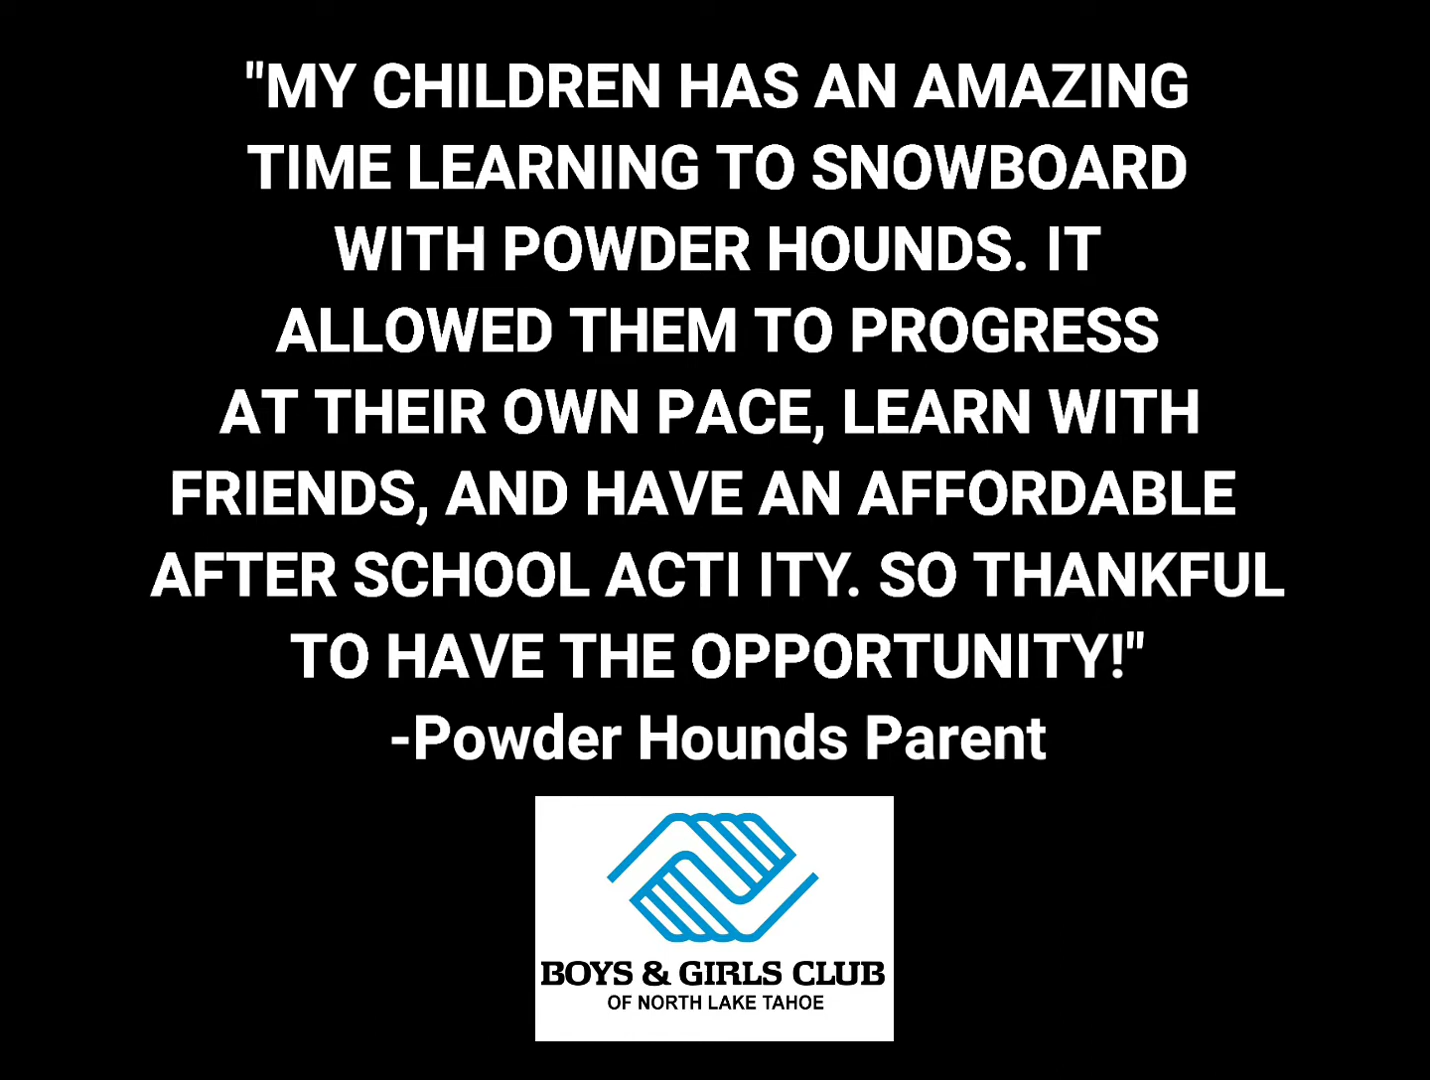 "MY CHILDREN HAS AN AMAZING
TIME LEARNING TO SNOWBOARD
WITH POWDER HOUNDS. IT
ALLOWED THEM TO PROGRESS
AT THEIR OWN PACE, LEARN WITH
FRIENDS, AND HAVE AN AFFORDABLE
AFTER SCHOOL ACTI ITY. SO THANKFUL
TO HAVE THE OPPORTUNITY!"
-Powder Hounds Parent
BOYS & GIRLS CLUB
OF NORTH LAKE TAHOE